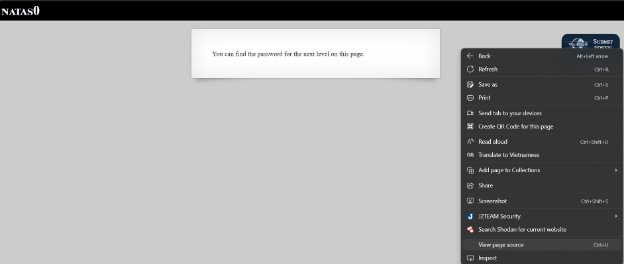 NATAS0
You can find the password for the next level on this page.
SUBMIT
TOKEN
Back Alt+Left arrow
Refresh Ctrl+R
Save as Ctrl+S
Print Ctrl+P
Send tab to your devices
Create QR Code for this page
Read aloud Ctrl+Shift+U
Translate to Vietnamese
Add page to Collections
Share
Screenshot Ctrl+Shift+S
J2TEAM Security
Search Shodan for current website
View page source Ctrl+U
Inspect